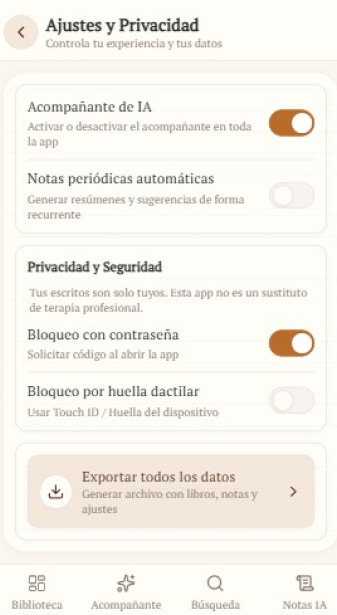 Ajustes y Privacidad
Controla tu experiencia y tus datos
Acompañante de IA
Activar o desactivar el acompañante en toda
la app
Notas periódicas automáticas
Generar resúmenes y sugerencias de forma
recurrente
Privacidad y Seguridad
Tus escritos son solo tuyos. Esta app no es un sustituto
de terapia profesional.
Bloqueo con contraseña
Solicitar código al abrir la app
Bloqueo por huella dactilar
Usar Touch ID / Huella del dispositivo
Exportar todos los datos
Generar archivo con libros, notas y
ajustes
Biblioteca
Acompañante
Búsqueda
Notas IA